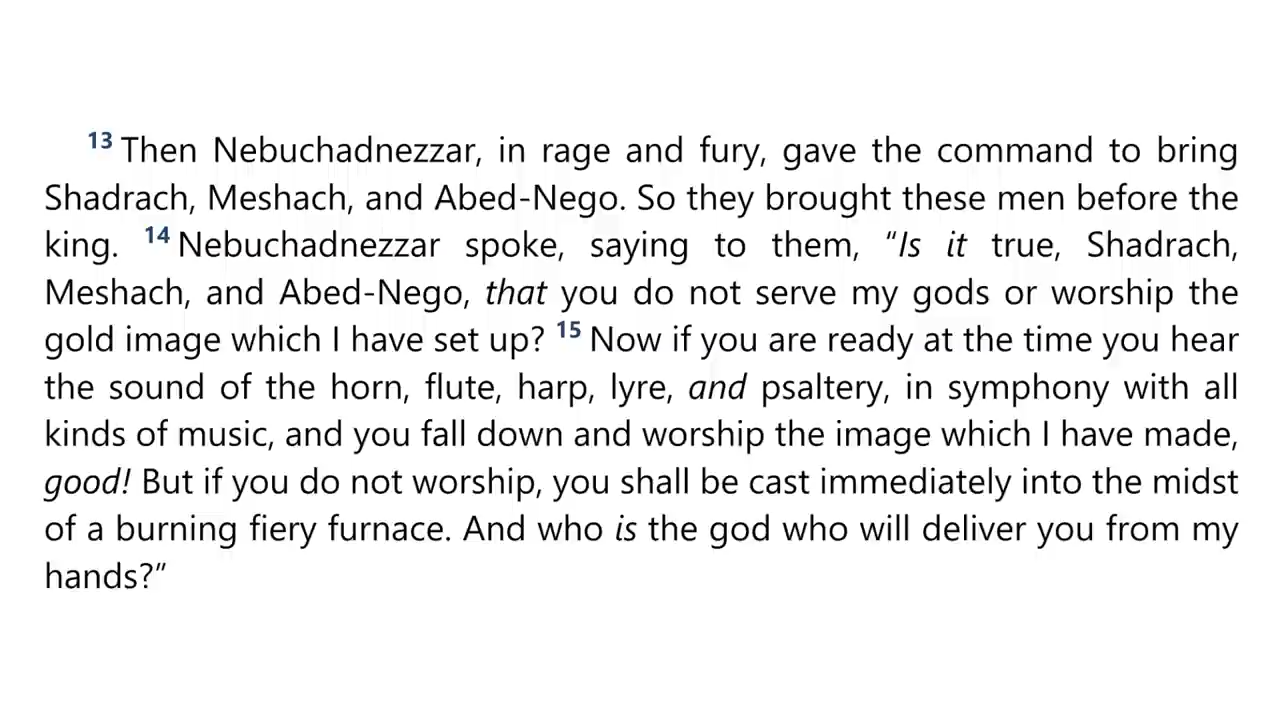 13 Then Nebuchadnezzar, in rage and fury, gave the command to bring
Shadrach, Meshach, and Abed-Nego. So they brought these men before the
king. 14 Nebuchadnezzar spoke, saying to them, “Is it true, Shadrach,
Meshach, and Abed-Nego, that you do not serve my gods or worship the
gold image which I have set up? 15 Now if you are ready at the time you hear
the sound of the horn, flute, harp, lyre, and psaltery, in symphony with all
kinds of music, and you fall down and worship the image which I have made,
good! But if you do not worship, you shall be cast immediately into the midst
of a burning fiery furnace. And who is the god who will deliver you from my
hands?”